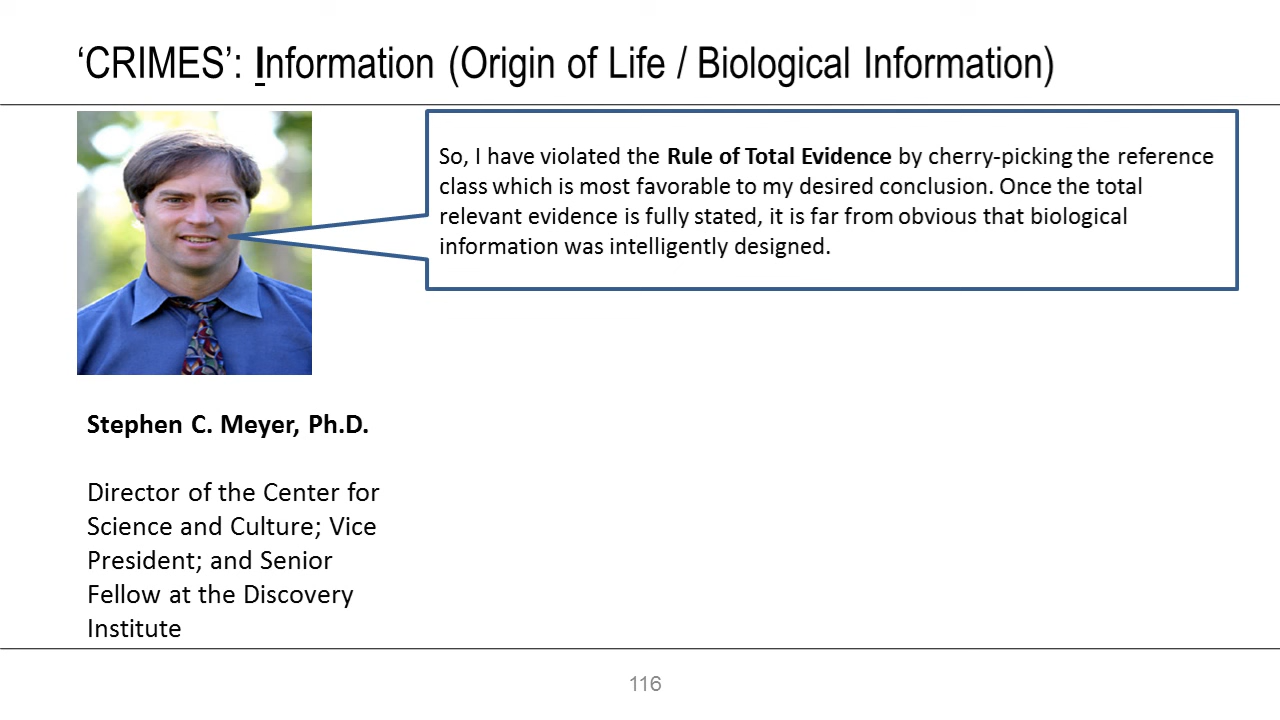 ‘CRIMES’: Information (Origin of Life / Biological Information)
So, I have violated the Rule of Total Evidence by cherry-picking the reference
class which is most favorable to my desired conclusion. Once the total
relevant evidence is fully stated, it is far from obvious that biological
information was intelligently designed.
Stephen C. Meyer, Ph.D.
Director of the Center for
Science and Culture; Vice
President; and Senior
Fellow at the Discovery
Institute
116